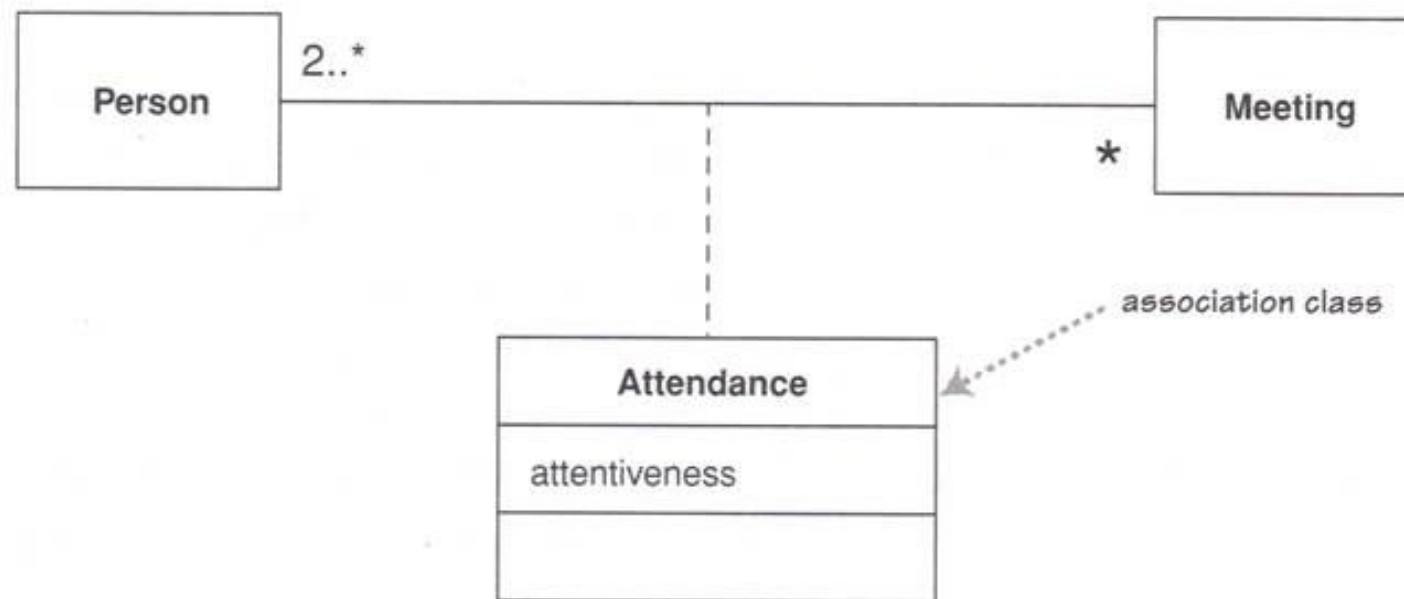 2..*
Person
Meeting
*
association class
Attendance
attentiveness